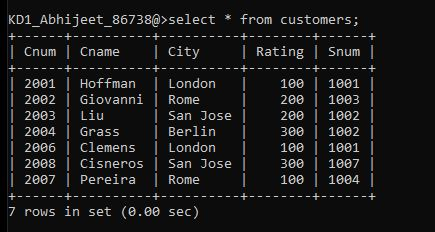 KD1_Abhijeet_86738@>select * from customers;
+------+----------+----------+--------+------+
| Cnum | Cname    | City     | Rating | Snum |
+------+----------+----------+--------+------+
| 2001 | Hoffman  | London   |    100 | 1001 |
| 2002 | Giovanni | Rome     |    200 | 1003 |
| 2003 | Liu      | San Jose |    200 | 1002 |
| 2004 | Grass    | Berlin   |    300 | 1002 |
| 2006 | Clemens  | London   |    100 | 1001 |
| 2008 | Cisneros | San Jose |    300 | 1007 |
| 2007 | Pereira  | Rome     |    100 | 1004 |
+------+----------+----------+--------+------+
7 rows in set (0.00 sec)